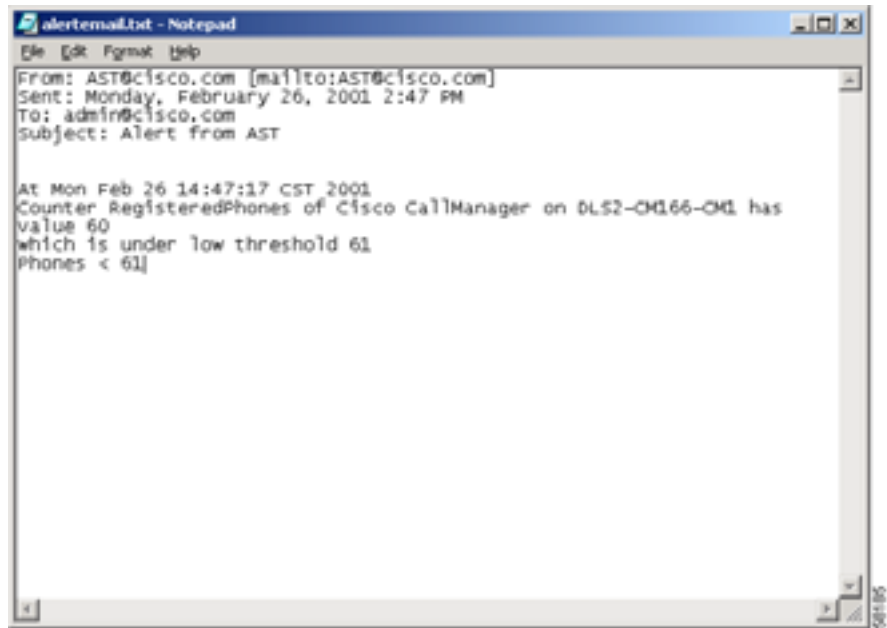 alertemail.txt - Notepad
File Edit Format Help
From: AST@cisco.com [mailto:AST@cisco.com]
Sent: Monday, February 26, 2001 2:47 PM
To: admin@cisco.com
Subject: Alert from AST
At Mon Feb 26 14:47:17 CST 2001
Counter RegisteredPhones of Cisco CallManager on DLS2-CM166-CM1 has
value 60
which is under low threshold 61
Phones < 61
58185